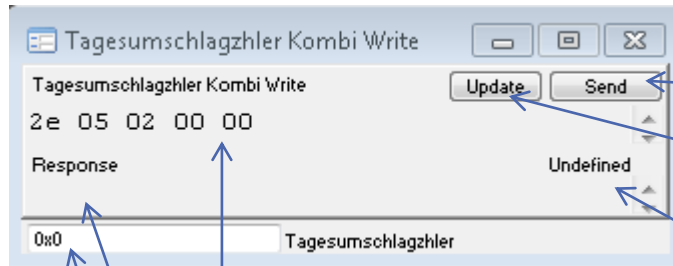 Tagesumschlagzhler Kombi Write
Tagesumschlagzhler Kombi Write Update Send
2e 05 02 00 00
Response Undefined
0x0 Tagesumschlagzhler